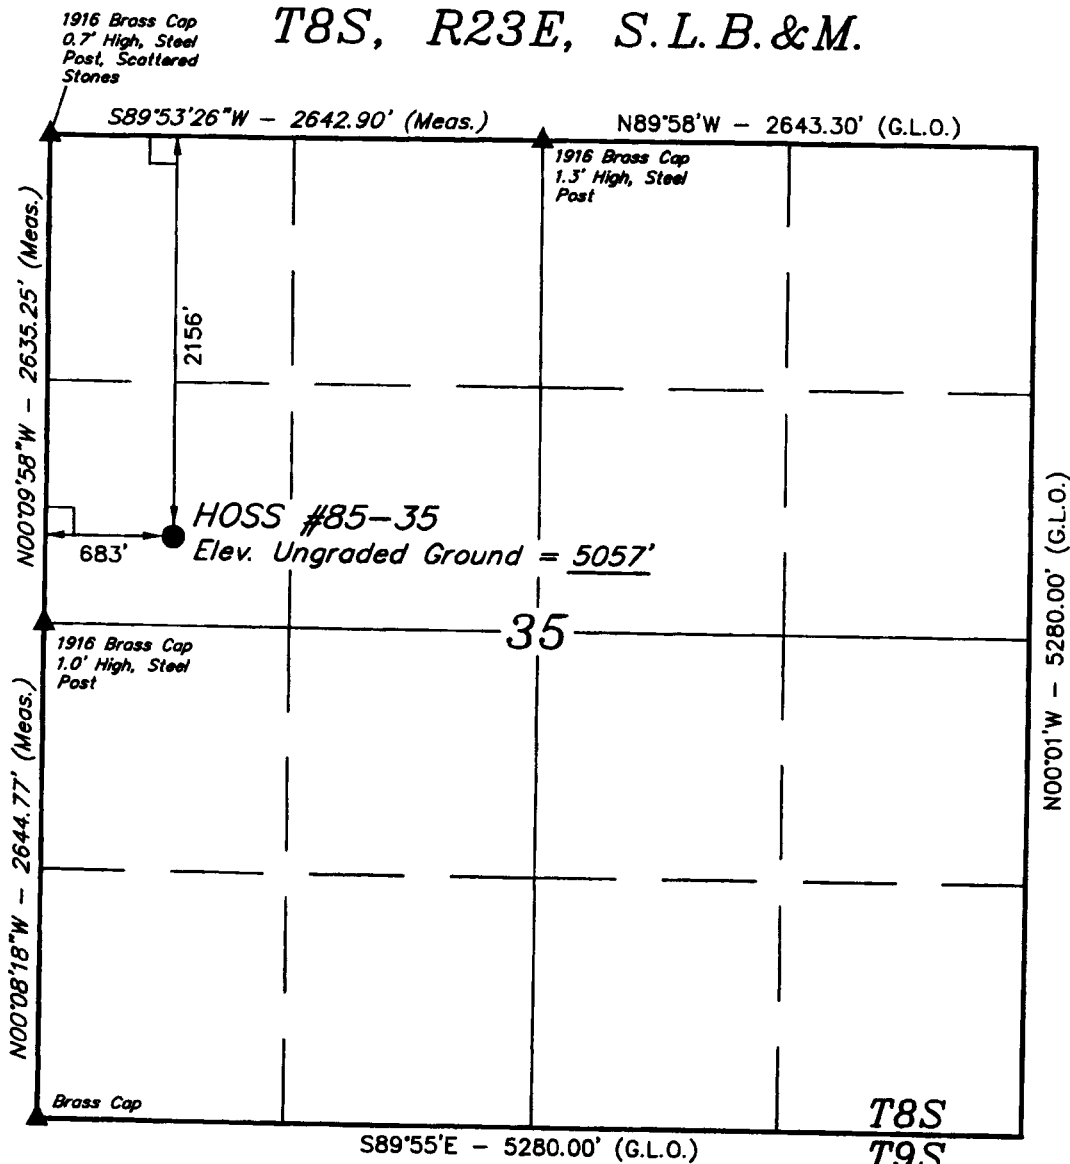 T8S, R23E, S.L.B.&M.
1916 Brass Cap
0.7' High, Steel
Post, Scattered
Stones
S89°53'26"W - 2642.90' (Meas.)
N89°58'W - 2643.30' (G.L.O.)
1916 Brass Cap
1.3' High, Steel
Post
N00°09'58"W - 2635.25' (Meas.)
2156'
683'
HOSS #85-35
Elev. Ungraded Ground = 5057'
35
1916 Brass Cap
1.0' High, Steel
Post
N00°01'W - 5280.00' (G.L.O.)
N00°08'18"W - 2644.77' (Meas.)
Brass Cap
T8S
T9S
S89°55'E - 5280.00' (G.L.O.)